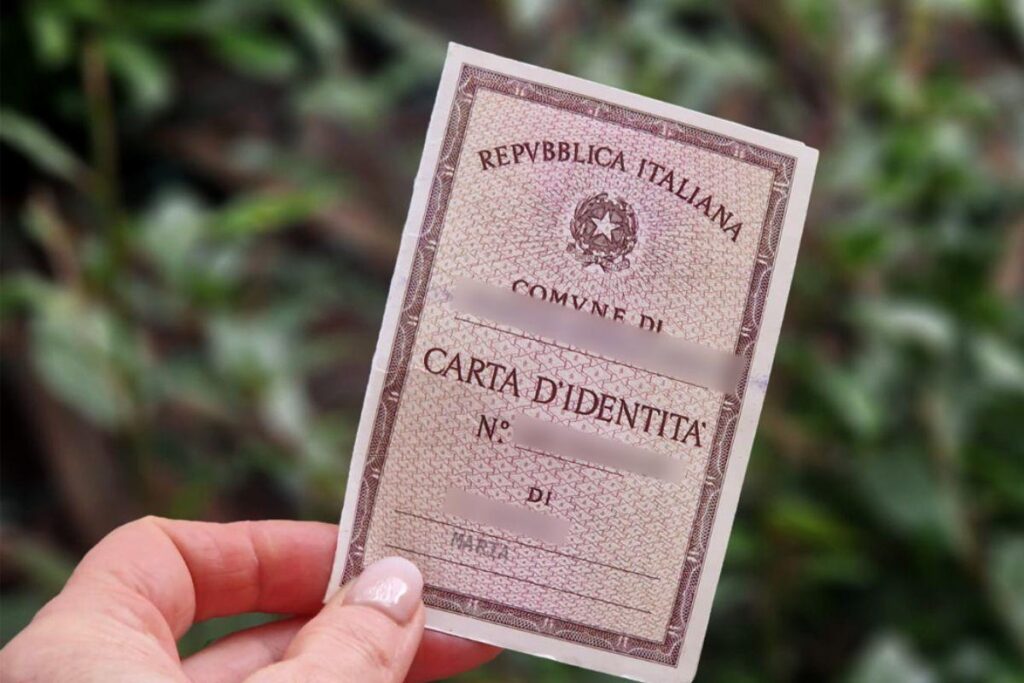 REPVBBLICA ITALIANA
COMVNE DI
CARTA D'IDENTITA'
N.º
DI
MARIA